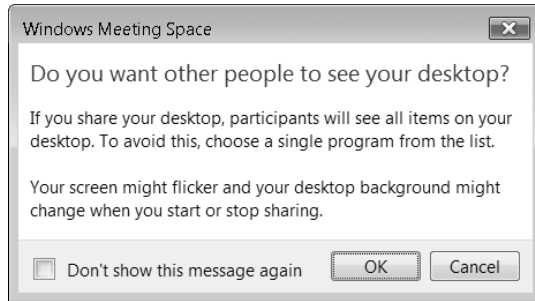 Windows Meeting Space
Do you want other people to see your desktop?
If you share your desktop, participants will see all items on your
desktop. To avoid this, choose a single program from the list.
Your screen might flicker and your desktop background might
change when you start or stop sharing.
Don't show this message again
OK
Cancel